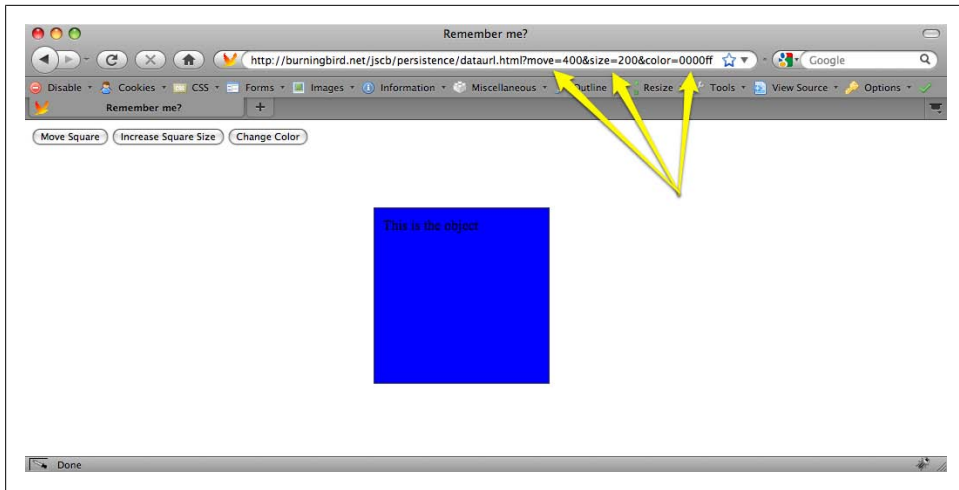 Remember me?
http://burningbird.net/jscb/persistence/dataurl.html?move=400&size=200&color=0000ff
Google
Disable Cookies CSS Forms Images Information Miscellaneous Outline Resize Tools View Source Options
Remember me? +
Move Square Increase Square Size Change Color
This is the object
Done